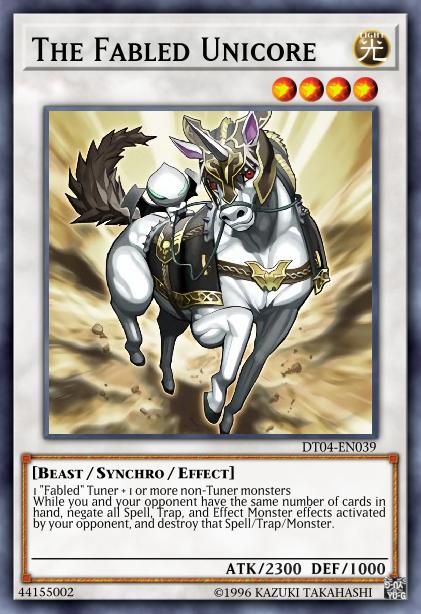 THE FABLED UNICORE
LIGHT
光
DT04-EN039
[BEAST / SYNCHRO / EFFECT]
1 "Fabled" Tuner + 1 or more non-Tuner monsters
While you and your opponent have the same number of cards in
hand, negate all Spell, Trap, and Effect Monster effects activated
by your opponent, and destroy that Spell/Trap/Monster.
ATK/2300 DEF/1000
44155002
©1996 KAZUKI TAKAHASHI